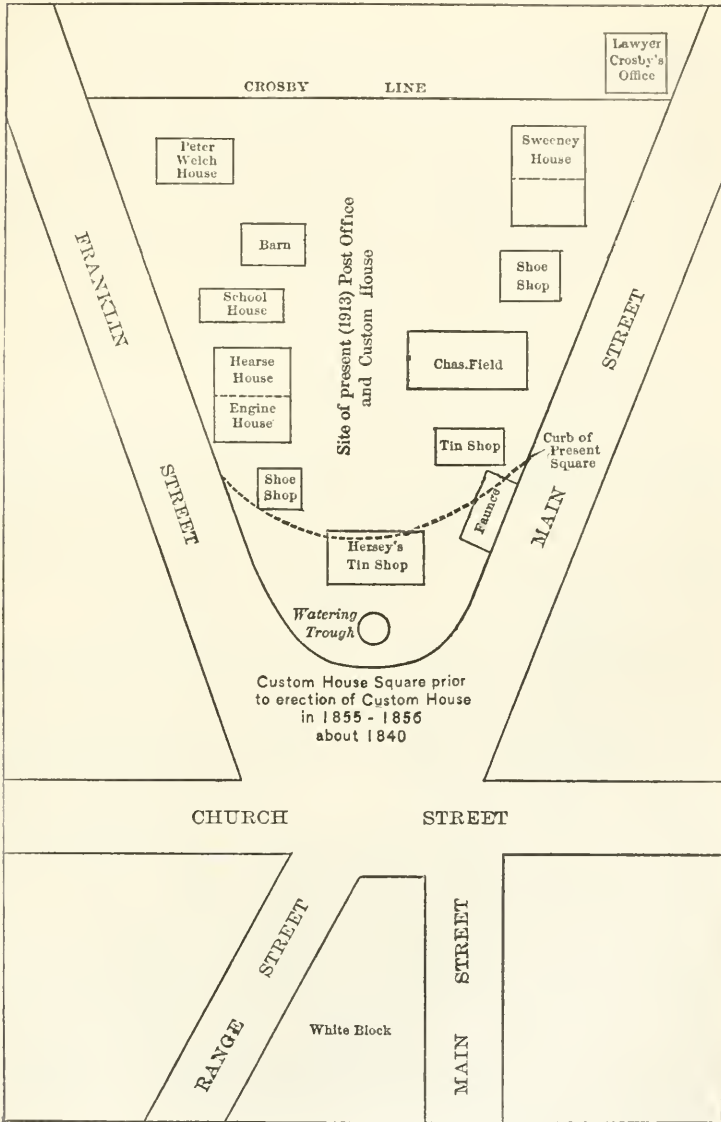 Lawyer
Crosby's
Office
CROSBY LINE
Peter
Welch
House
Sweeney
House
Barn
Site of present (1913) Post Office
and Custom House
Shoe
Shop
FRANKLIN
STREET
School
House
STREET
MAIN
Hearse
House
Engine
House
Chas.Field
Tin Shop
Curb of
Present
Square
Shoe
Shop
Faunce
Hersey's
Tin Shop
Watering
Trough
Custom House Square prior
to erection of Custom House
in 1855 - 1856
about 1840
CHURCH STREET
RANGE STREET
White Block
MAIN STREET